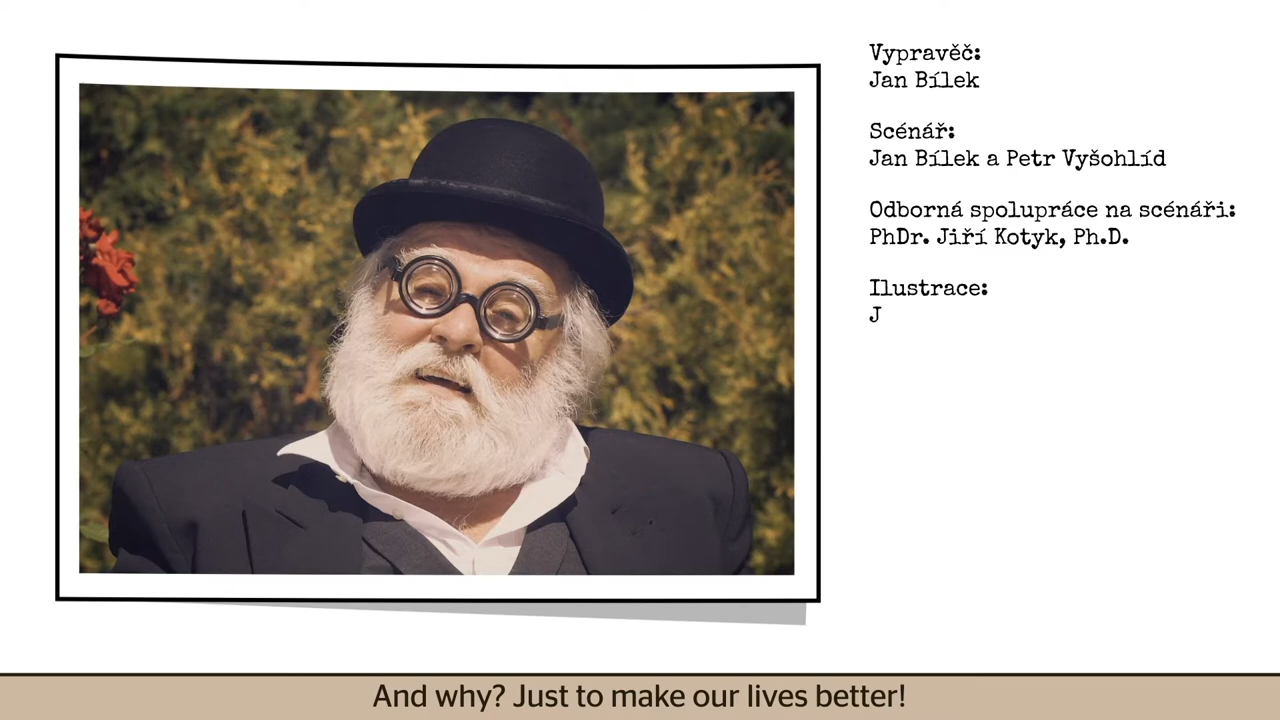 Vypravěč:
Jan Bílek
Scénář:
Jan Bílek a Petr Vyšohlíd
Odborná spolupráce na scénáři:
PhDr. Jiří Kotyk, Ph.D.
Ilustrace:
J
And why? Just to make our lives better!